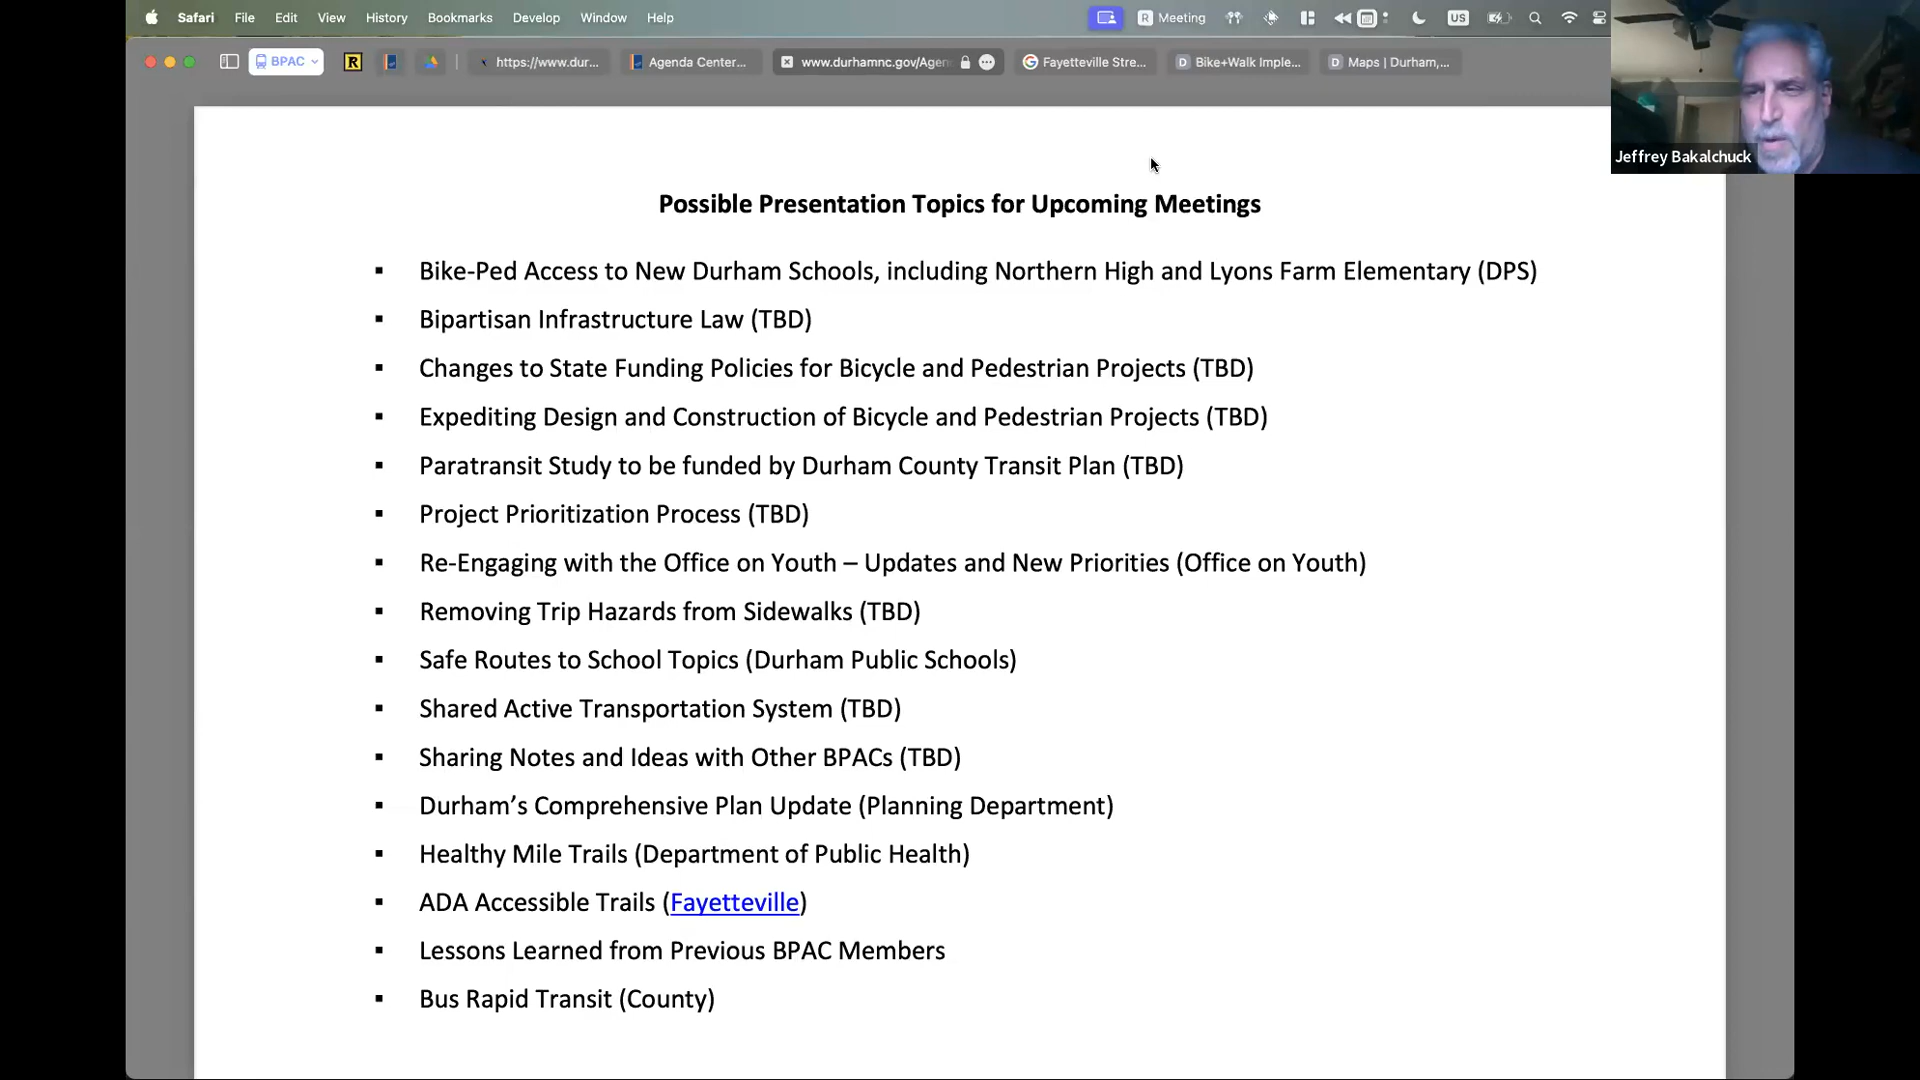 Safari File Edit View History Bookmarks Develop Window Help R Meeting US
BPAC R https://www.dur... Agenda Center... www.durhamnc.gov/Agen Fayetteville Stre... D Bike+Walk Imple... D Maps | Durham,...
Jeffrey Bakalchuck
Possible Presentation Topics for Upcoming Meetings
▪ Bike-Ped Access to New Durham Schools, including Northern High and Lyons Farm Elementary (DPS)
▪ Bipartisan Infrastructure Law (TBD)
▪ Changes to State Funding Policies for Bicycle and Pedestrian Projects (TBD)
▪ Expediting Design and Construction of Bicycle and Pedestrian Projects (TBD)
▪ Paratransit Study to be funded by Durham County Transit Plan (TBD)
▪ Project Prioritization Process (TBD)
▪ Re-Engaging with the Office on Youth – Updates and New Priorities (Office on Youth)
▪ Removing Trip Hazards from Sidewalks (TBD)
▪ Safe Routes to School Topics (Durham Public Schools)
▪ Shared Active Transportation System (TBD)
▪ Sharing Notes and Ideas with Other BPACs (TBD)
▪ Durham’s Comprehensive Plan Update (Planning Department)
▪ Healthy Mile Trails (Department of Public Health)
▪ ADA Accessible Trails (Fayetteville)
▪ Lessons Learned from Previous BPAC Members
▪ Bus Rapid Transit (County)